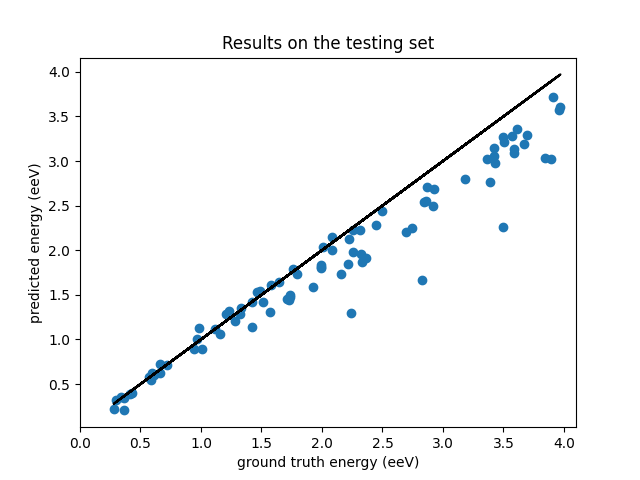 Results on the testing set
4.0
3.5
3.0
2.5
2.0
1.5
1.0
0.5
predicted energy (eeV)
0.0 0.5 1.0 1.5 2.0 2.5 3.0 3.5 4.0
ground truth energy (eeV)